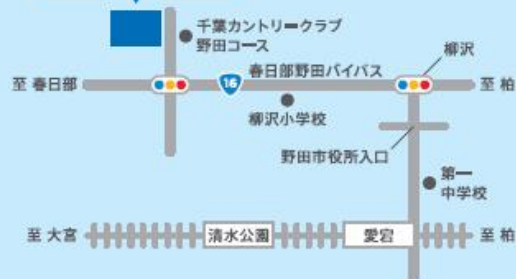 千葉カントリークラブ
野田コース
柳沢
至 春日部
16
春日部野田バイパス
至 柏
柳沢小学校
野田市役所入口
第一
中学校
至 大宮
清水公園
愛宕
至 柏